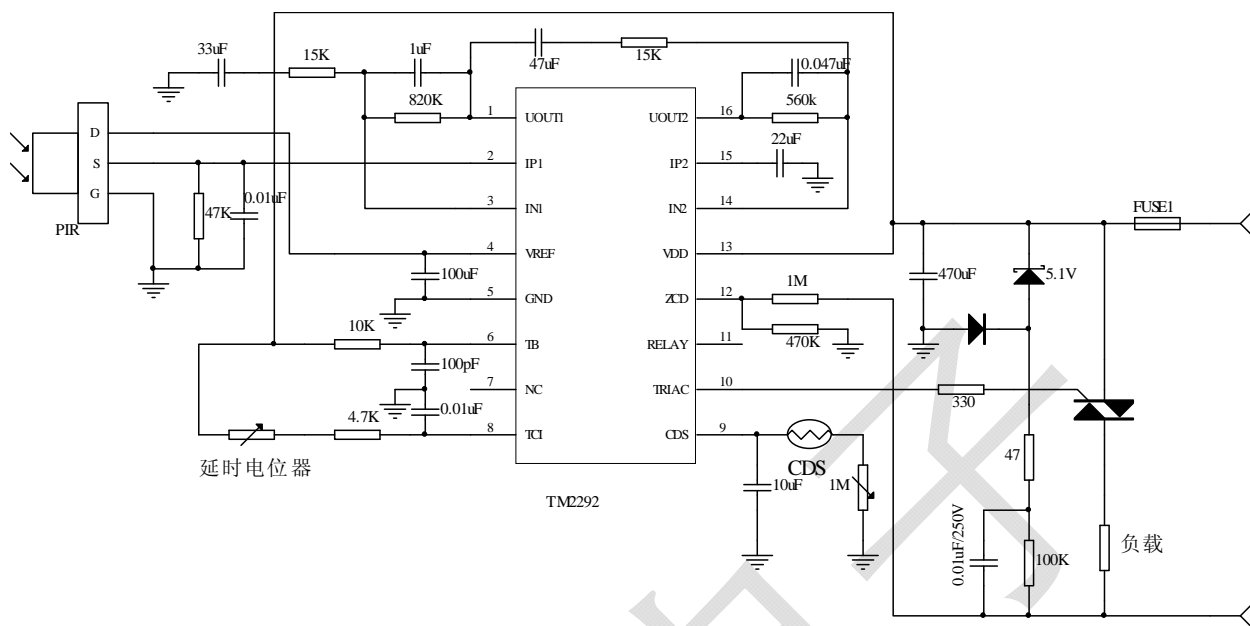 33uF
15K
1uF
820K
47uF
15K
0.047uF
560k
22uF
1 UOUT1
2 IP1
3 IN1
4 VREF
5 GND
6 TB
7 NC
8 TCI
16 UOUT2
15 IP2
14 IN2
13 VDD
12 ZCD
11 RELAY
10 TRIAC
9 CDS
TM2292
D
S
G
PIR
47K
0.01uF
100uF
10K
100pF
0.01uF
4.7K
延时电位器
1M
470K
FUSE1
470uF
5.1V
330
CDS
10uF
1M
47
0.01uF/250V
100K
负载